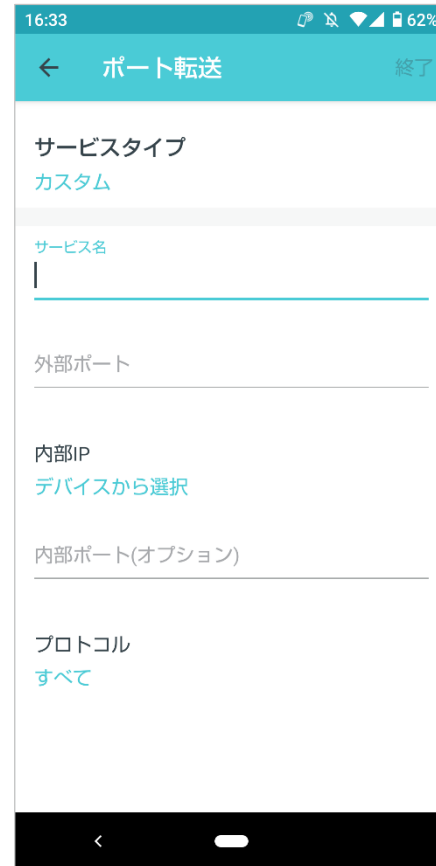 16:33 62%
ポート転送 終了
サービスタイプ
カスタム
サービス名
外部ポート
内部IP
デバイスから選択
内部ポート(オプション)
プロトコル
すべて